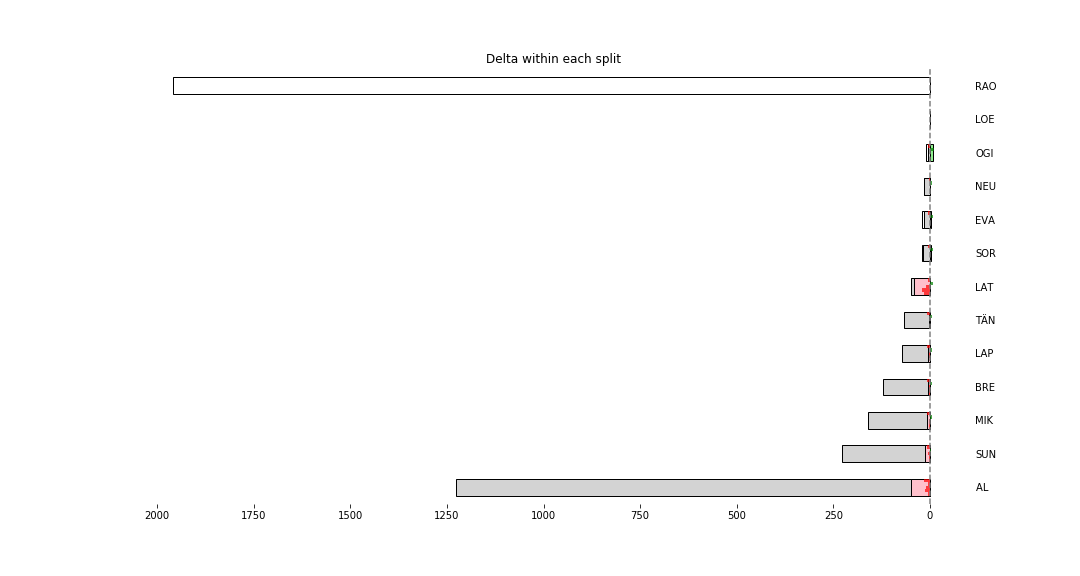 Delta within each split
RAO
LOE
OGI
NEU
EVA
SOR
LAT
TÄN
LAP
BRE
MIK
SUN
AL
2000 1750 1500 1250 1000 750 500 250 0